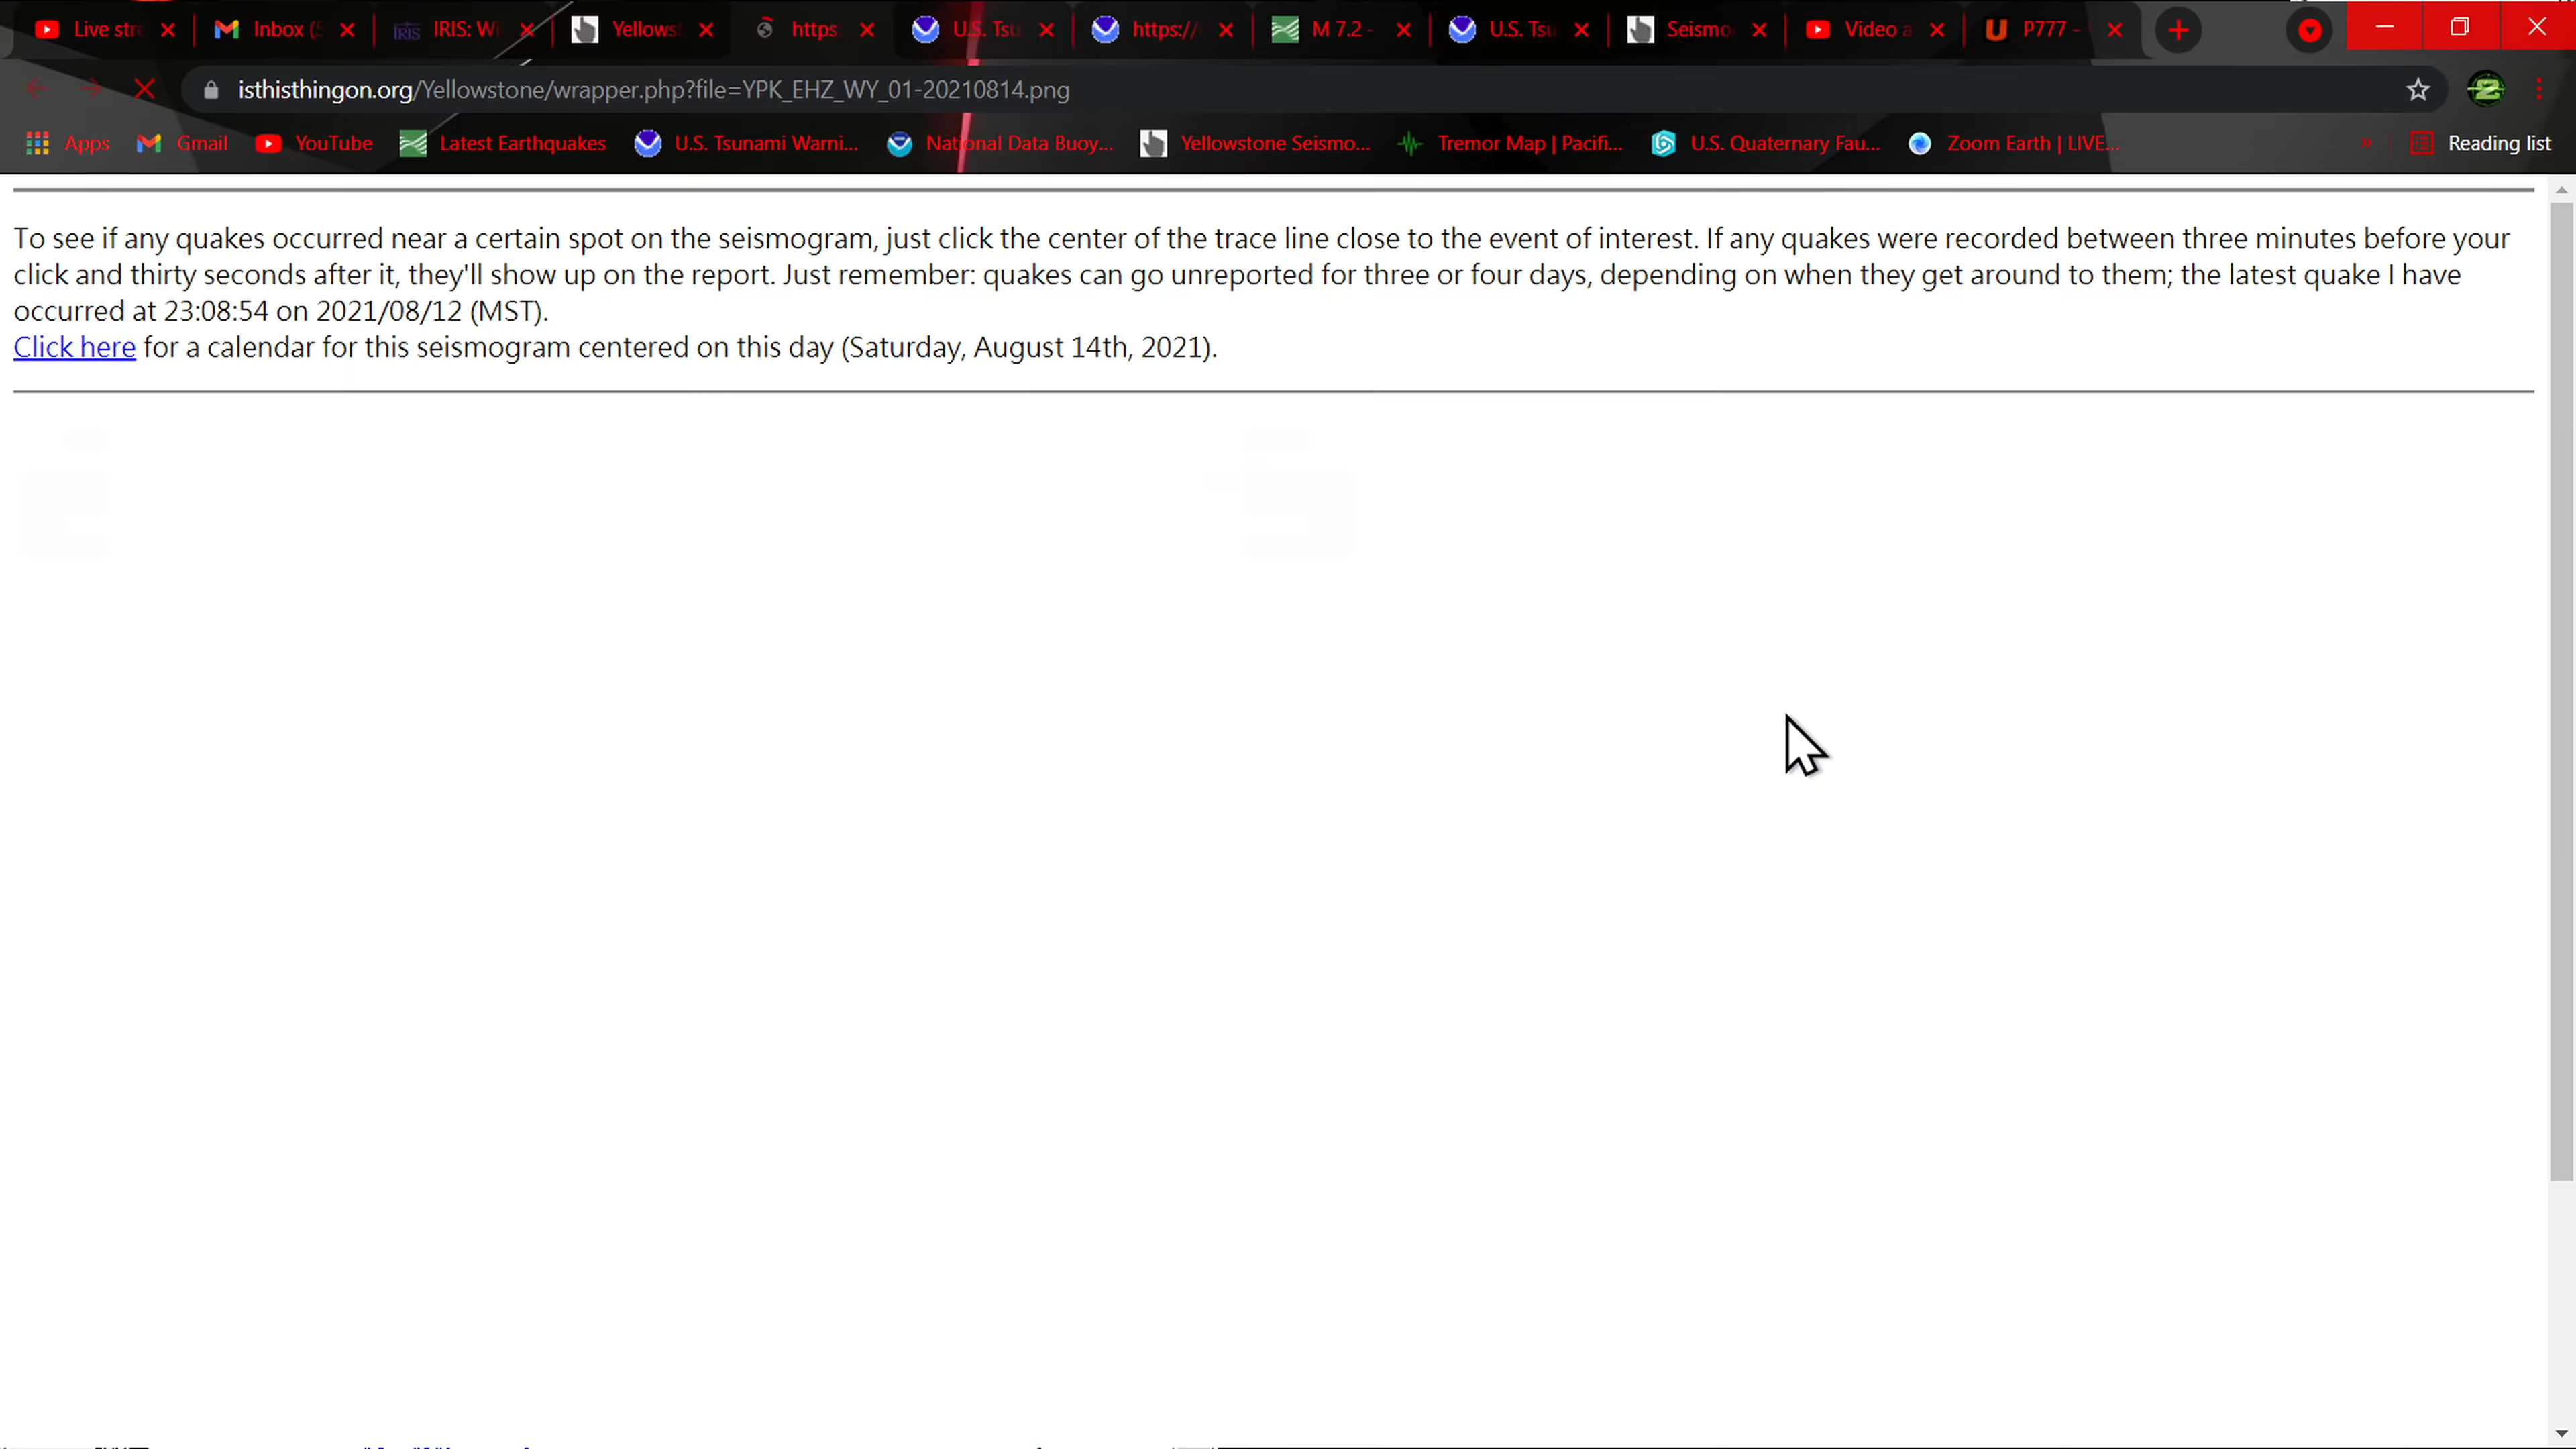 Live str Inbox (5 IRIS: Wi Yellows https U.S. Tsu https:// M 7.2 - U.S. Tsu Seismo Video a P777 -
isthisthingon.org/Yellowstone/wrapper.php?file=YPK_EHZ_WY_01-20210814.png
Apps Gmail YouTube Latest Earthquakes U.S. Tsunami Warni... National Data Buoy... Yellowstone Seismo... Tremor Map | Pacifi... U.S. Quaternary Fau... Zoom Earth | LIVE... » Reading list
To see if any quakes occurred near a certain spot on the seismogram, just click the center of the trace line close to the event of interest. If any quakes were recorded between three minutes before your
click and thirty seconds after it, they'll show up on the report. Just remember: quakes can go unreported for three or four days, depending on when they get around to them; the latest quake I have
occurred at 23:08:54 on 2021/08/12 (MST).
Click here for a calendar for this seismogram centered on this day (Saturday, August 14th, 2021).